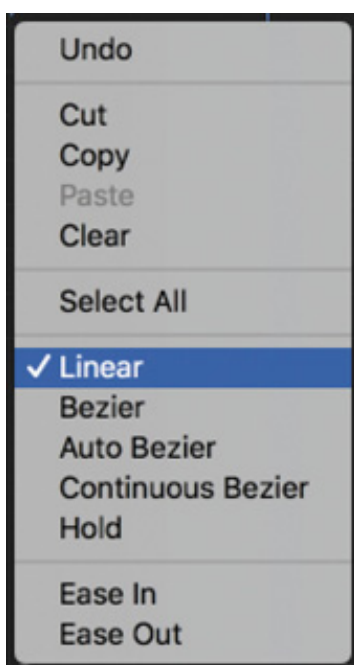 Undo
Cut
Copy
Paste
Clear
Select All
✓ Linear
Bezier
Auto Bezier
Continuous Bezier
Hold
Ease In
Ease Out